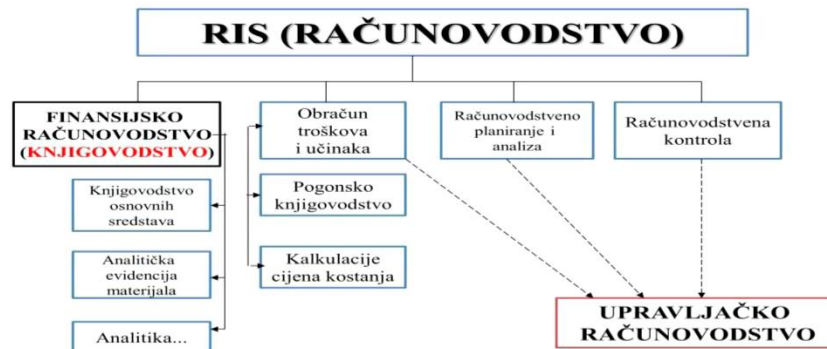 RIS (RAČUNOVODSTVO)
FINANSIJSKO
RAČUNOVODSTVO
(KNJIGOVODSTVO)
Obračun
troškova
i učinaka
Računovodstveno
planiranje i
analiza
Računovodstvena
kontrola
Knjigovodstvo
osnovnih
sredstava
Pogonsko
knjigovodstvo
Analitička
evidencija
materijala
Kalkulacije
cijena kostanja
Analitika...
UPRAVLJAČKO
RAČUNOVODSTVO